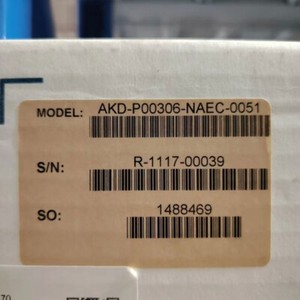 MODEL: AKD-P00306-NAEC-0051
S/N: R-1117-00039
SO: 1488469